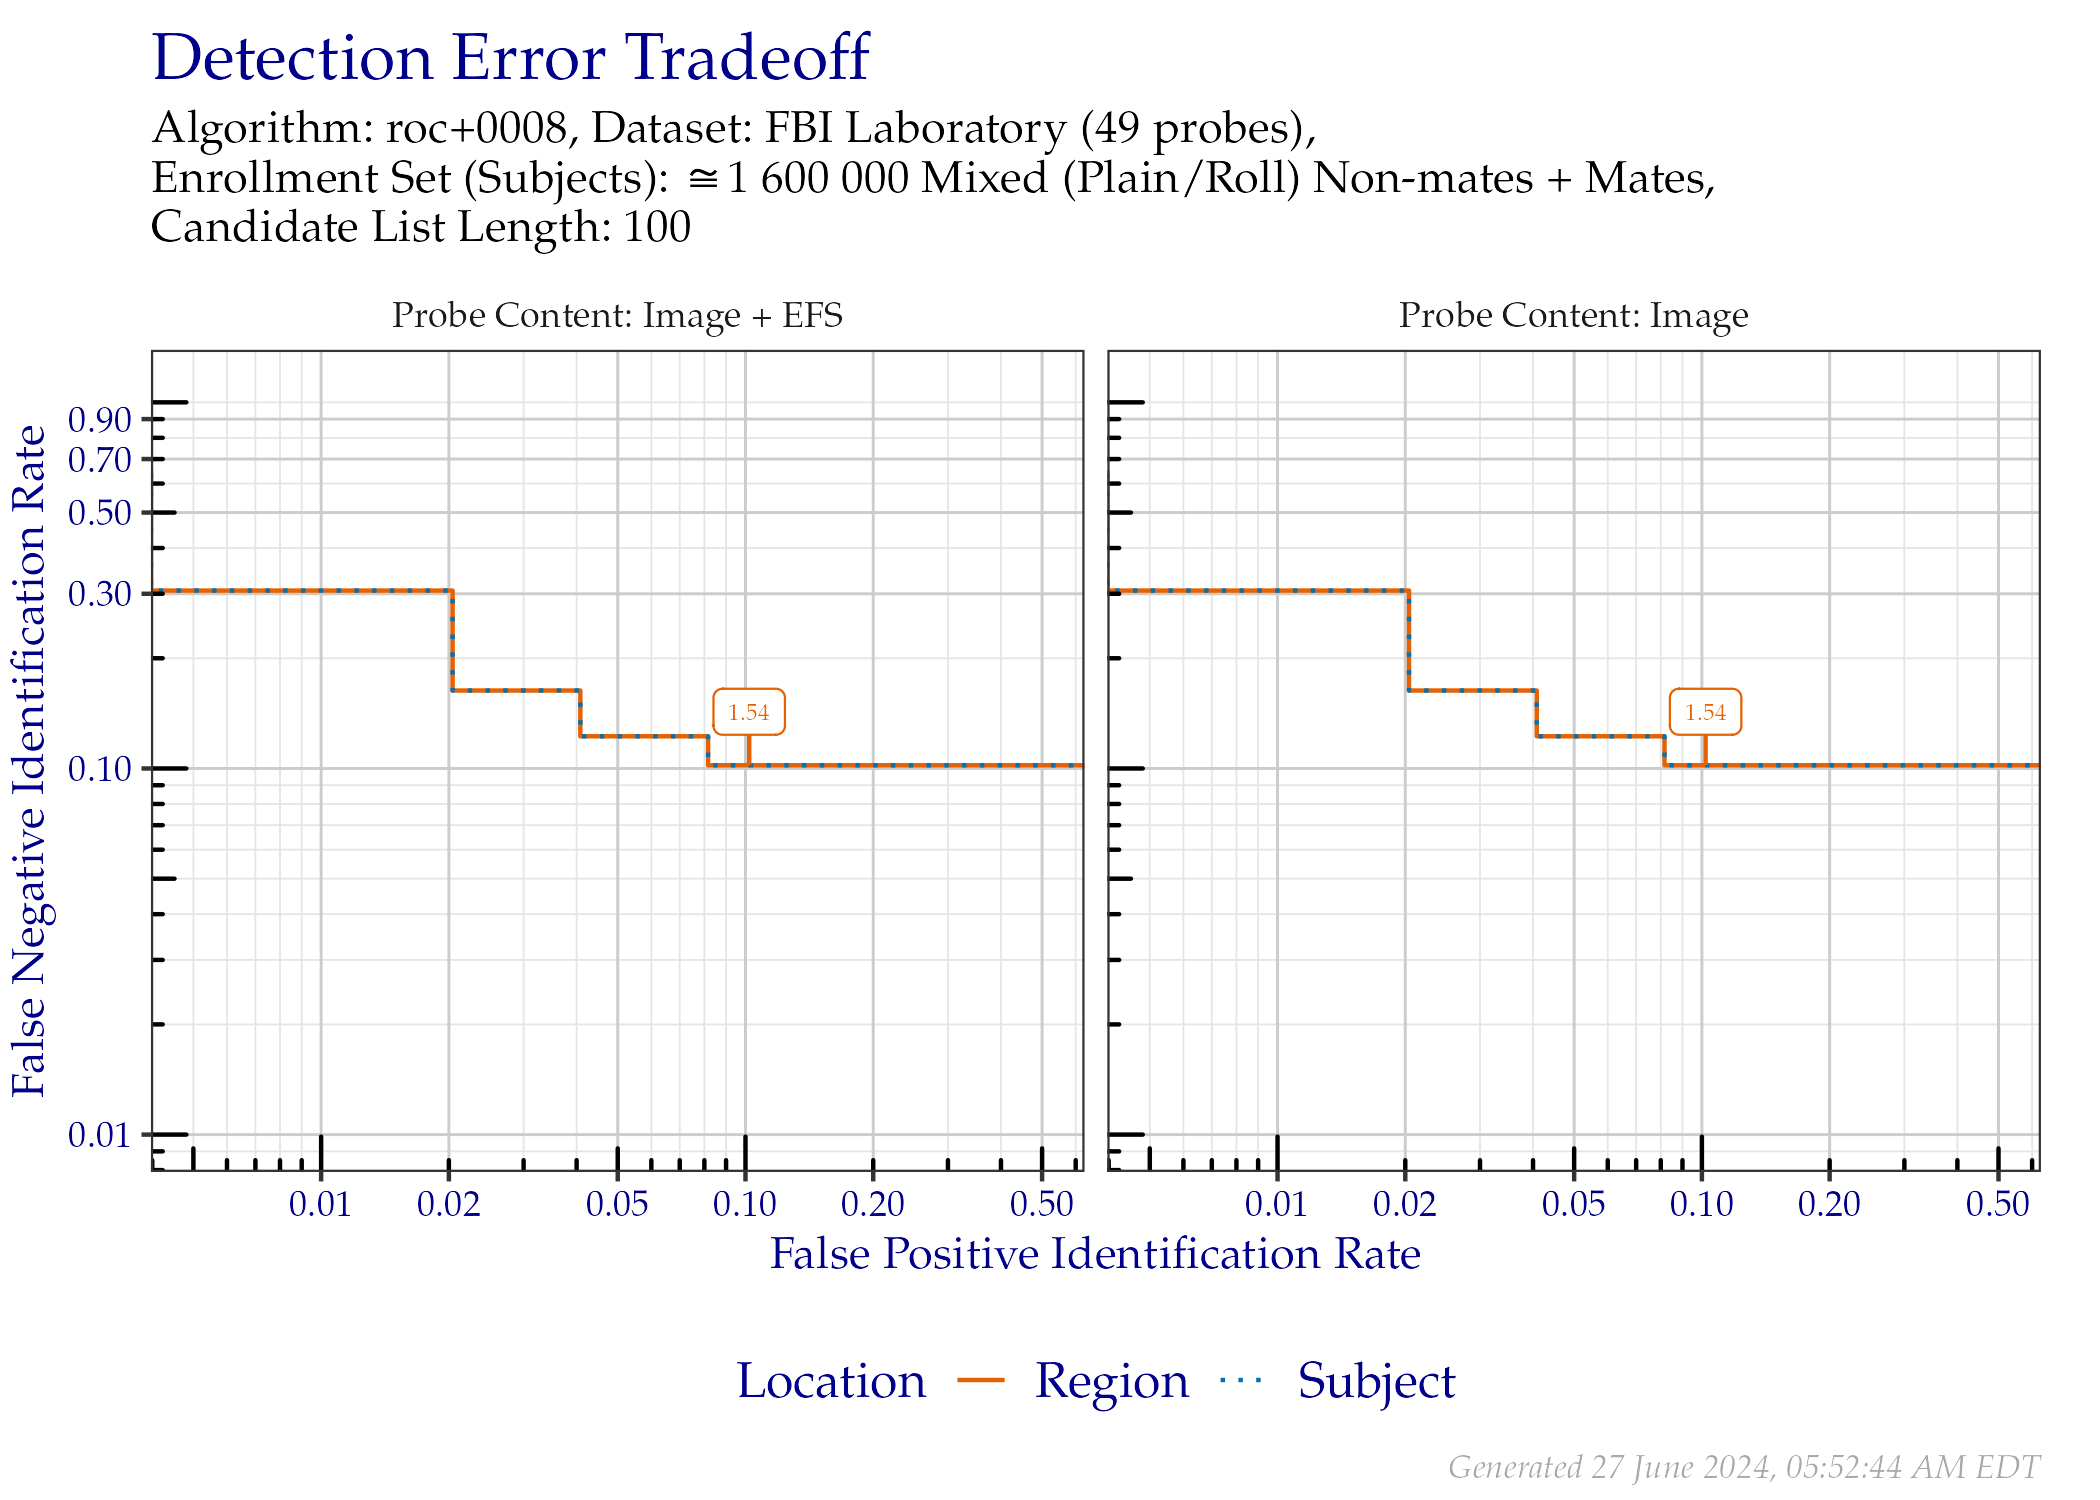 Detection Error Tradeoff
Algorithm: roc+0008, Dataset: FBI Laboratory (49 probes),
Enrollment Set (Subjects): ≅1 600 000 Mixed (Plain/Roll) Non-mates + Mates,
Candidate List Length: 100
Probe Content: Image + EFS
Probe Content: Image
False Negative Identification Rate
0.90
0.70
0.50
0.30
0.10
0.01
1.54
1.54
0.01 0.02 0.05 0.10 0.20 0.50
0.01 0.02 0.05 0.10 0.20 0.50
False Positive Identification Rate
Location Region Subject
Generated 27 June 2024, 05:52:44 AM EDT